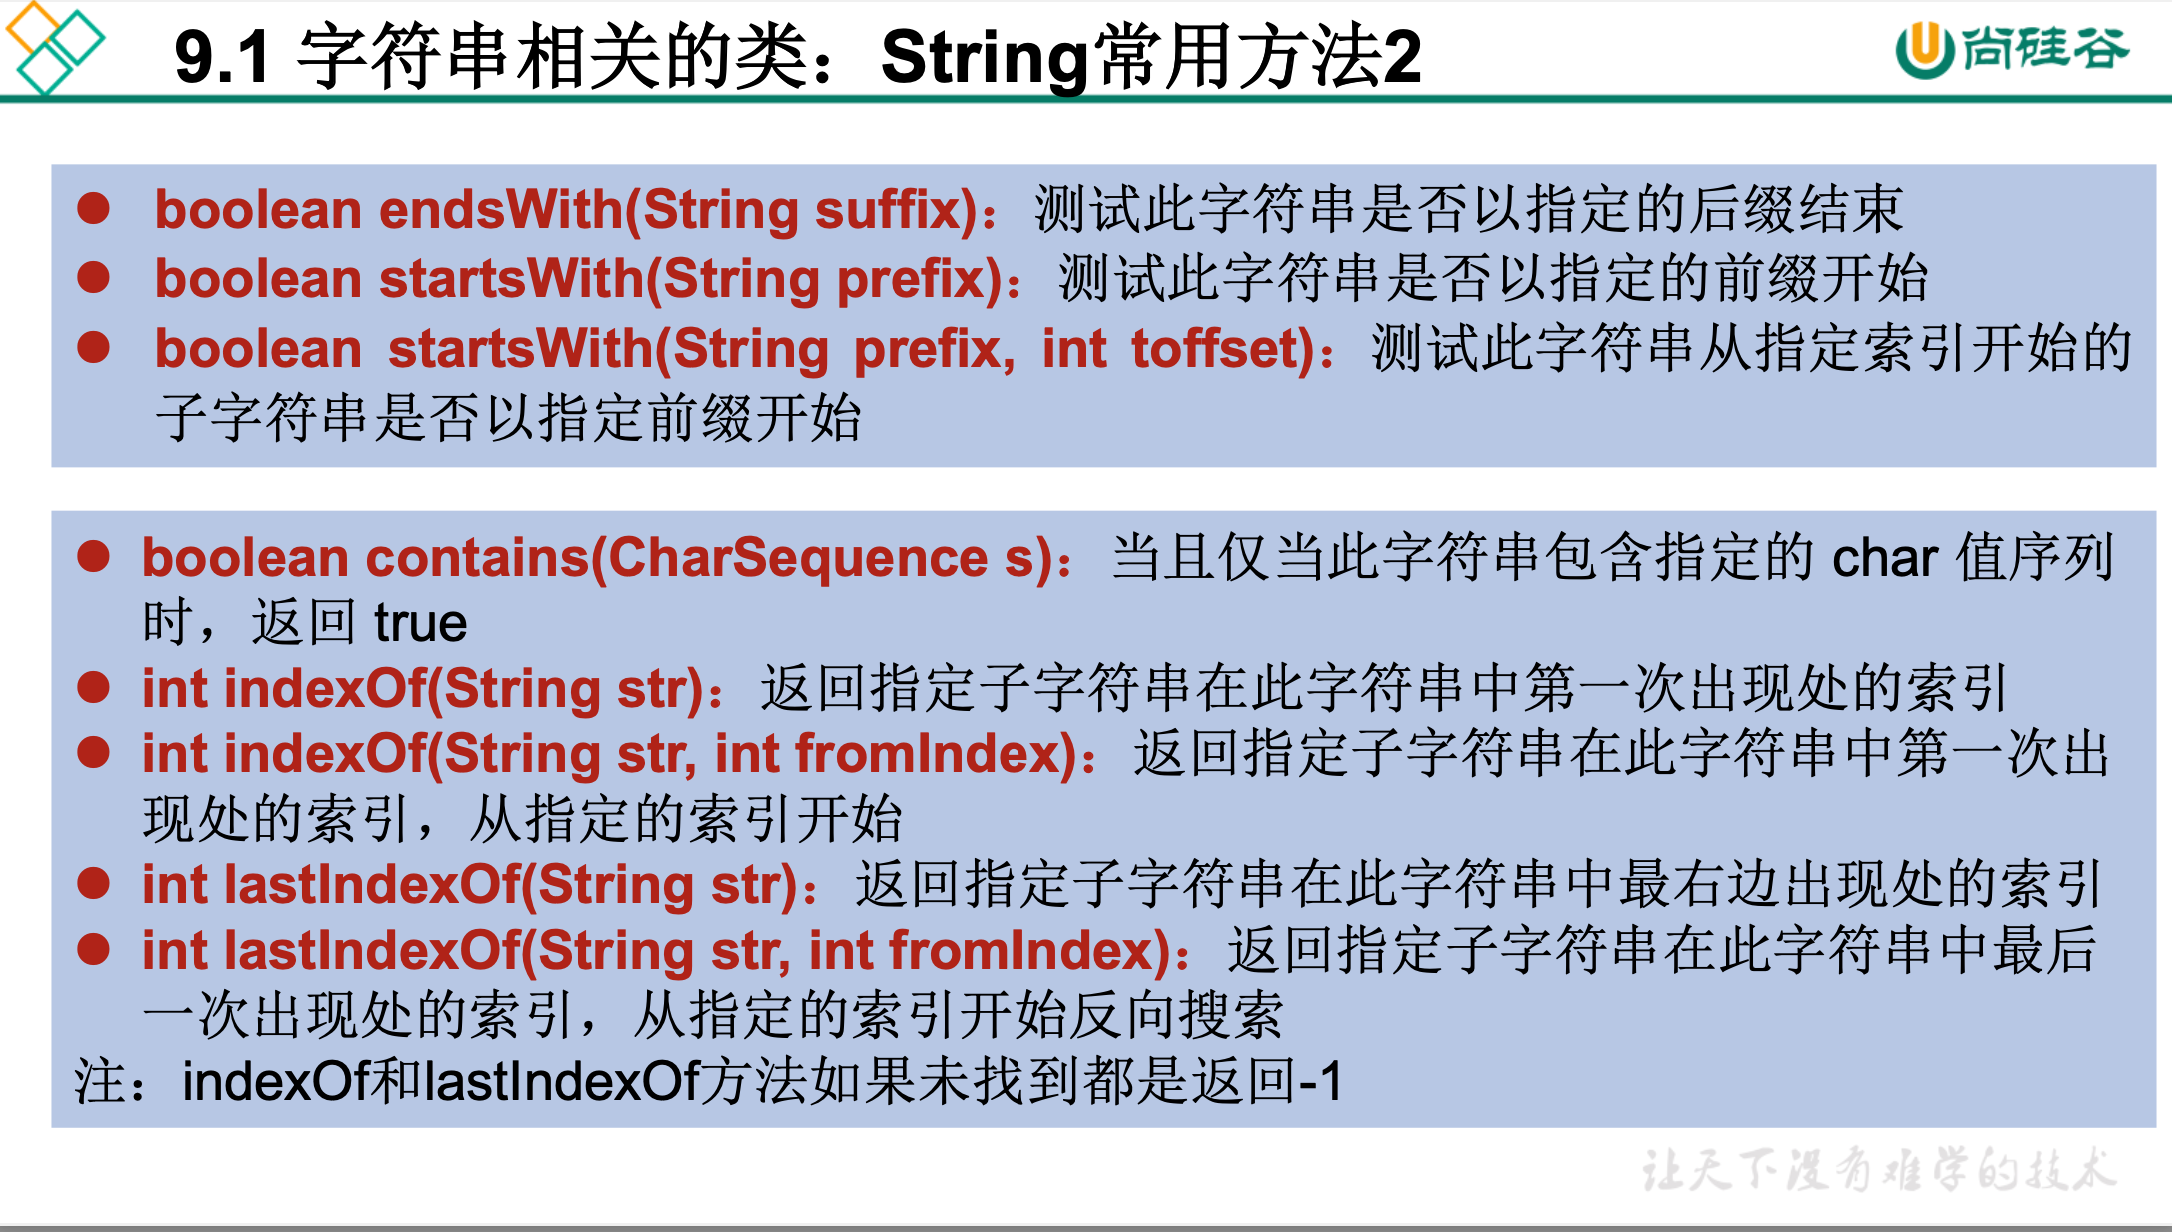 9.1 字符串相关的类：String常用方法2
尚硅谷
● boolean endsWith(String suffix)：测试此字符串是否以指定的后缀结束
● boolean startsWith(String prefix)：测试此字符串是否以指定的前缀开始
● boolean startsWith(String prefix, int toffset)：测试此字符串从指定索引开始的
子字符串是否以指定前缀开始
● boolean contains(CharSequence s)：当且仅当此字符串包含指定的 char 值序列
时，返回 true
● int indexOf(String str)：返回指定子字符串在此字符串中第一次出现处的索引
● int indexOf(String str, int fromIndex)：返回指定子字符串在此字符串中第一次出
现处的索引，从指定的索引开始
● int lastIndexOf(String str)：返回指定子字符串在此字符串中最右边出现处的索引
● int lastIndexOf(String str, int fromIndex)：返回指定子字符串在此字符串中最后
一次出现处的索引，从指定的索引开始反向搜索
注：indexOf和lastIndexOf方法如果未找到都是返回-1
让天下没有难学的技术